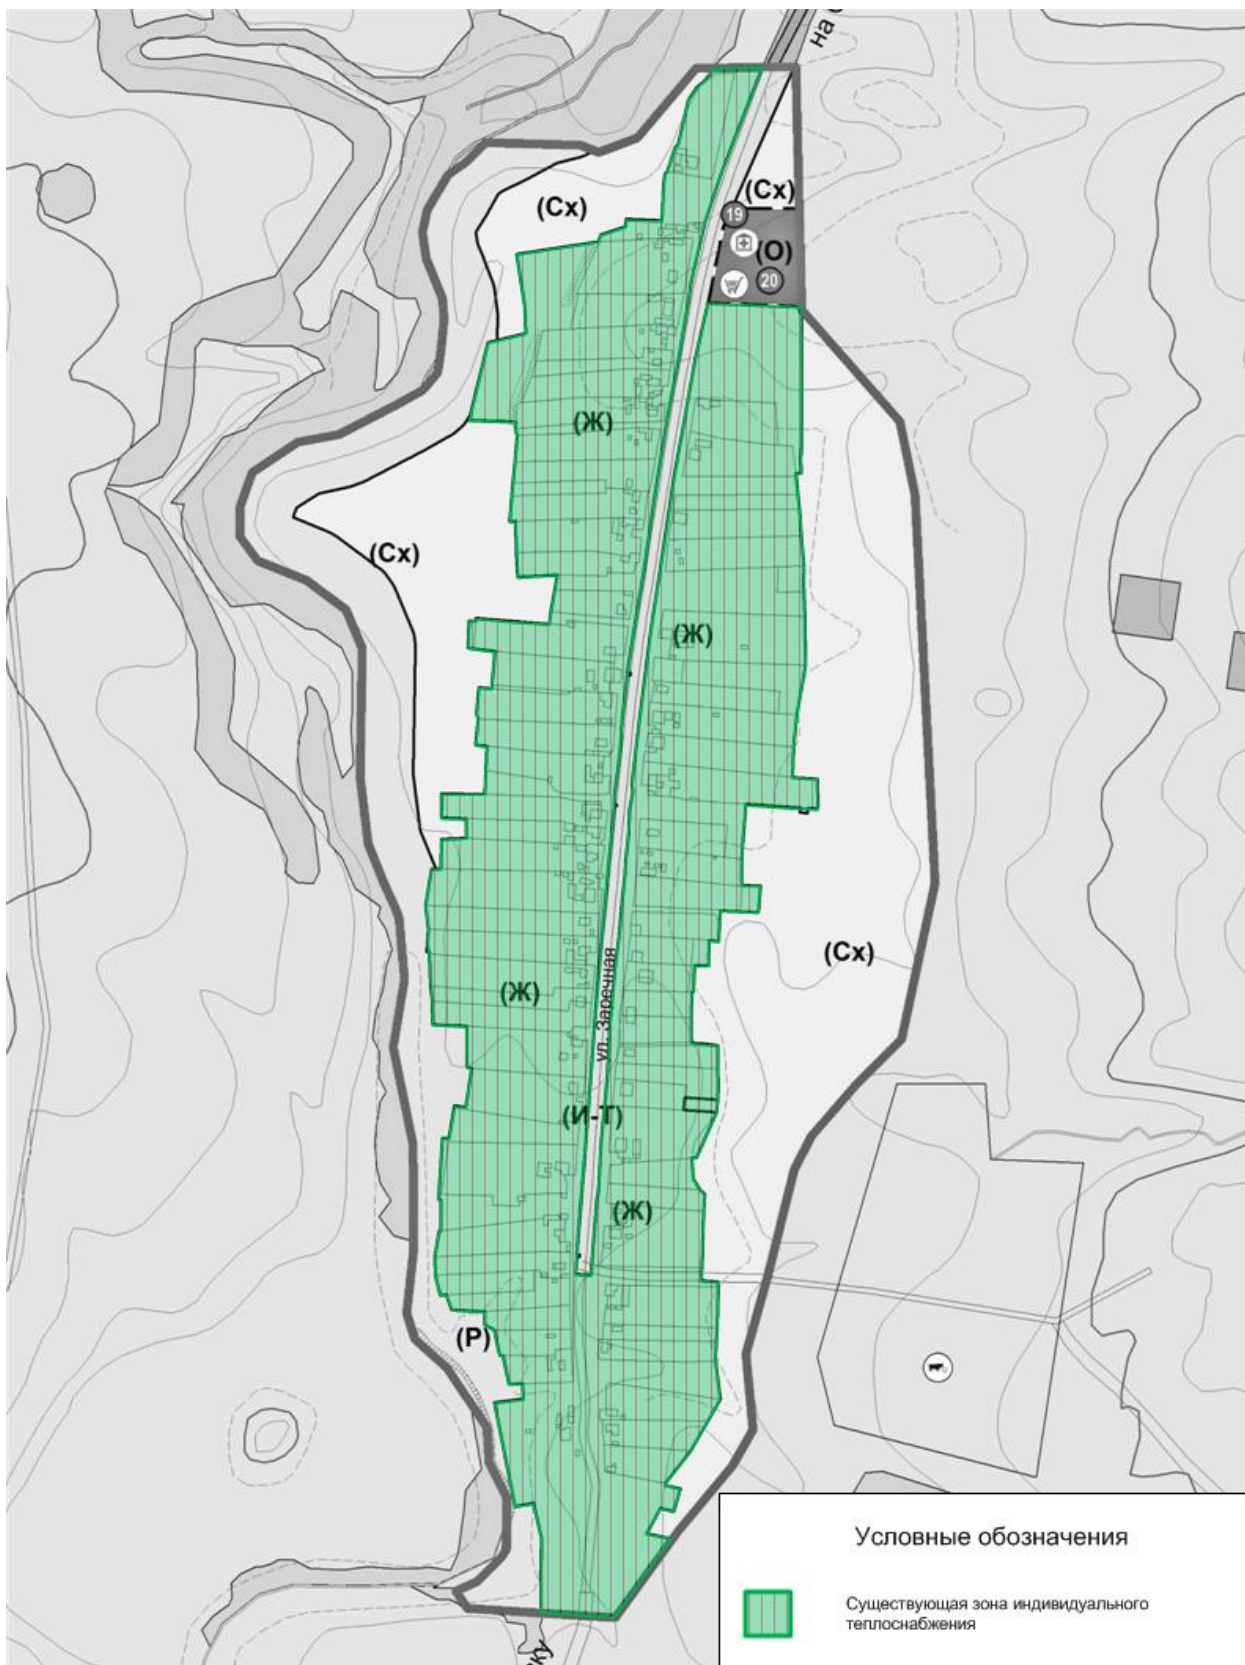 на
(Сх)
(Сх)
19
(О)
20
(Ж)
(Сх)
(Ж)
(Сх)
(Ж)
ул. Заречная
(И-Т)
(Ж)
(Р)
Условные обозначения
Существующая зона индивидуального
теплоснабжения